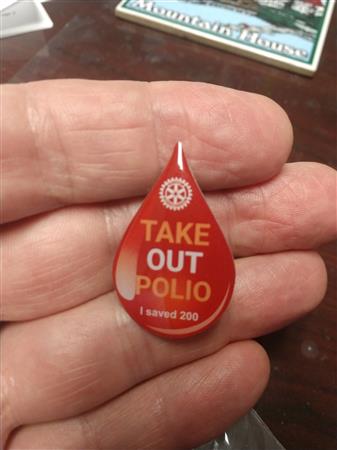 Mountain House
TAKE
OUT
POLIO
I saved 200